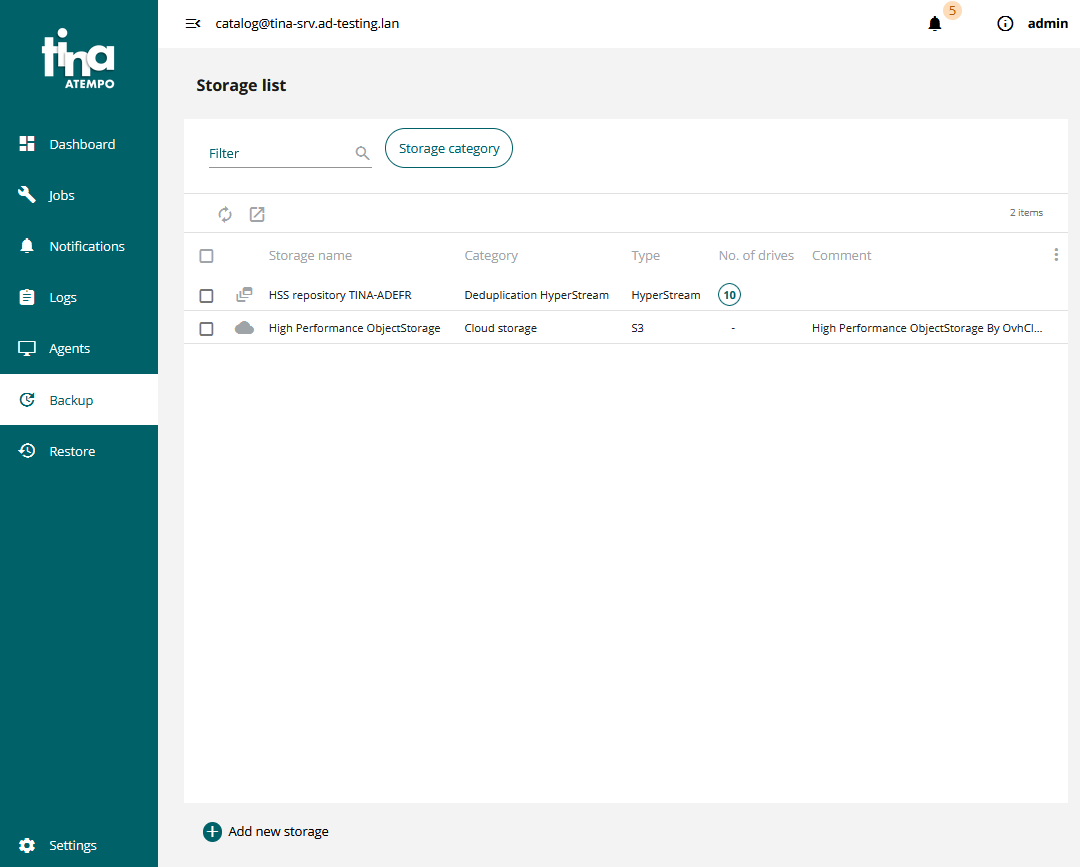 catalog@tina-srv.ad-testing.lan
5
admin
tina
ATEMPO
Dashboard
Jobs
Notifications
Logs
Agents
Backup
Restore
Settings
Storage list
Filter
Storage category
2 items
Storage name Category Type No. of drives Comment
HSS repository TINA-ADEFR Deduplication HyperStream HyperStream 10
High Performance ObjectStorage Cloud storage S3 - High Performance ObjectStorage By OvhCl...
Add new storage